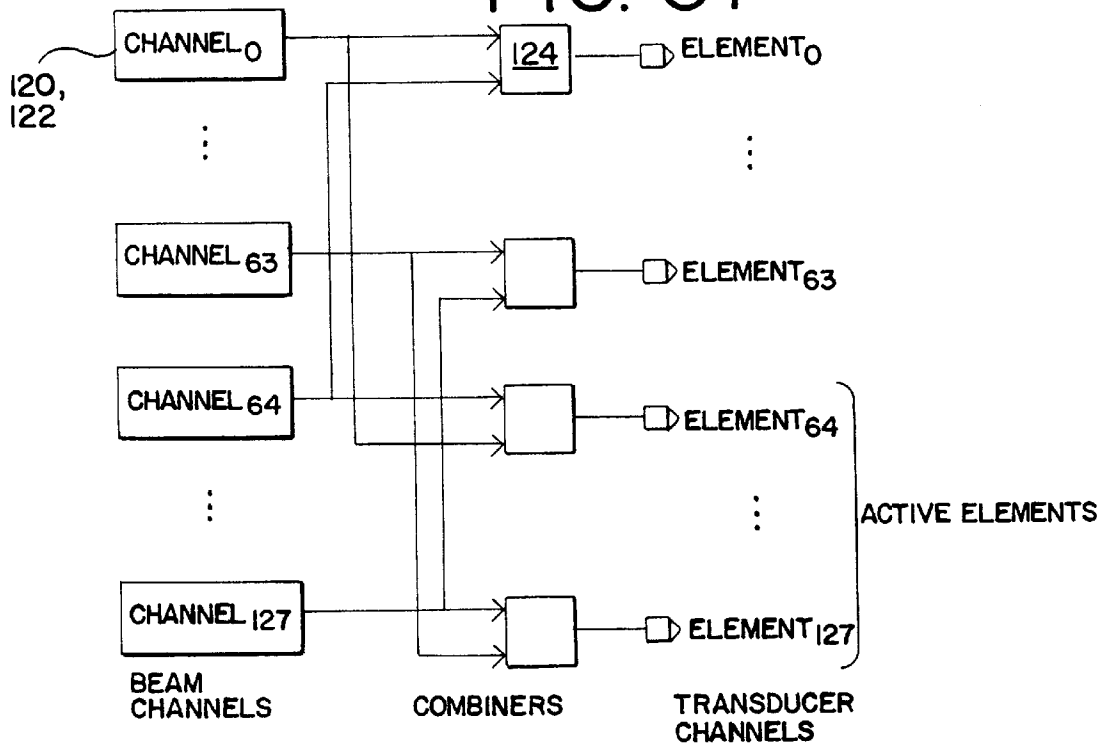 CHANNEL0
124
ELEMENT0
120,
122
CHANNEL63
ELEMENT63
CHANNEL64
ELEMENT64
ACTIVE ELEMENTS
CHANNEL127
ELEMENT127
BEAM
CHANNELS
COMBINERS
TRANSDUCER
CHANNELS